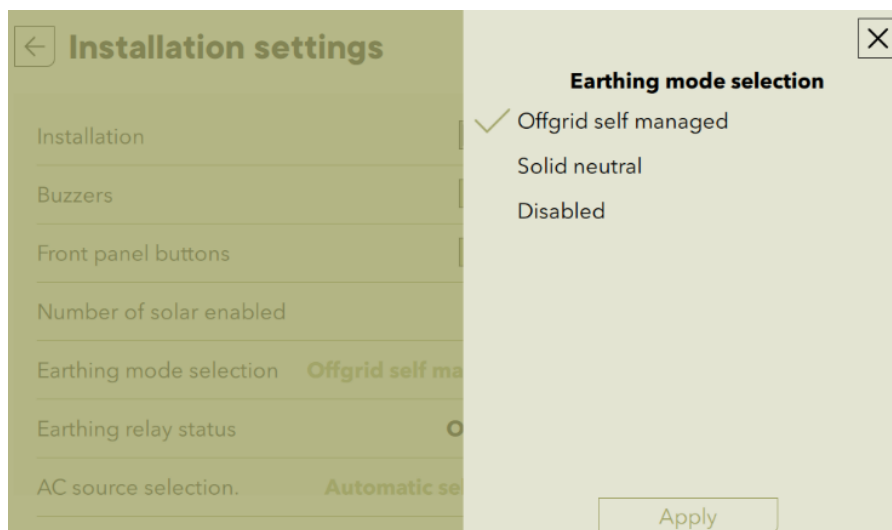 Installation settings
Installation
Buzzers
Front panel buttons
Number of solar enabled
Earthing mode selection Offgrid self ma
Earthing relay status O
AC source selection. Automatic sel
Earthing mode selection
Offgrid self managed
Solid neutral
Disabled
Apply